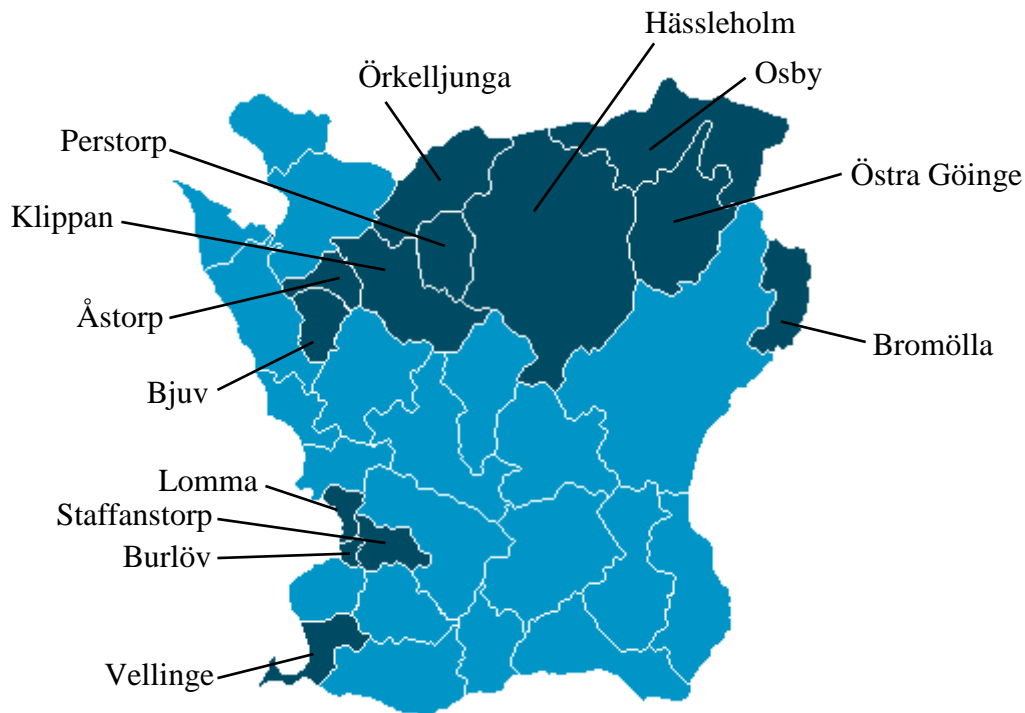 Hässleholm
Osby
Örkelljunga
Perstorp
Östra Göinge
Klippan
Åstorp
Bromölla
Bjuv
Lomma
Staffanstorp
Burlöv
Vellinge